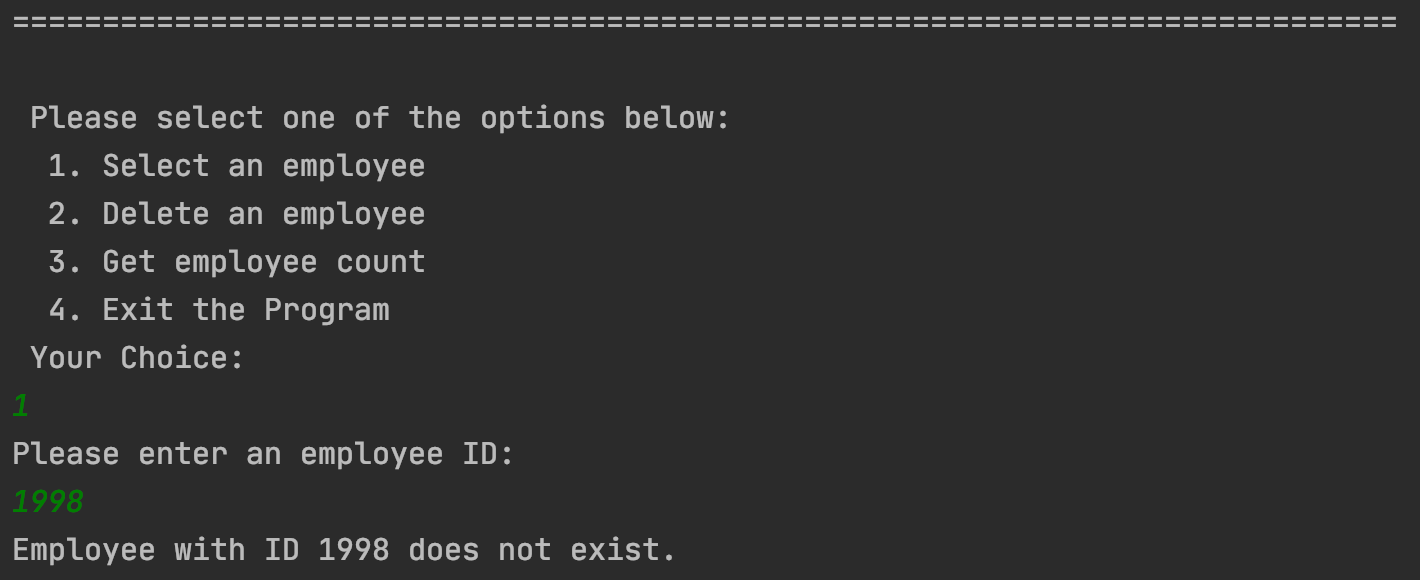 =============================================================================
Please select one of the options below:
1. Select an employee
2. Delete an employee
3. Get employee count
4. Exit the Program
Your Choice:
1
Please enter an employee ID:
1998
Employee with ID 1998 does not exist.